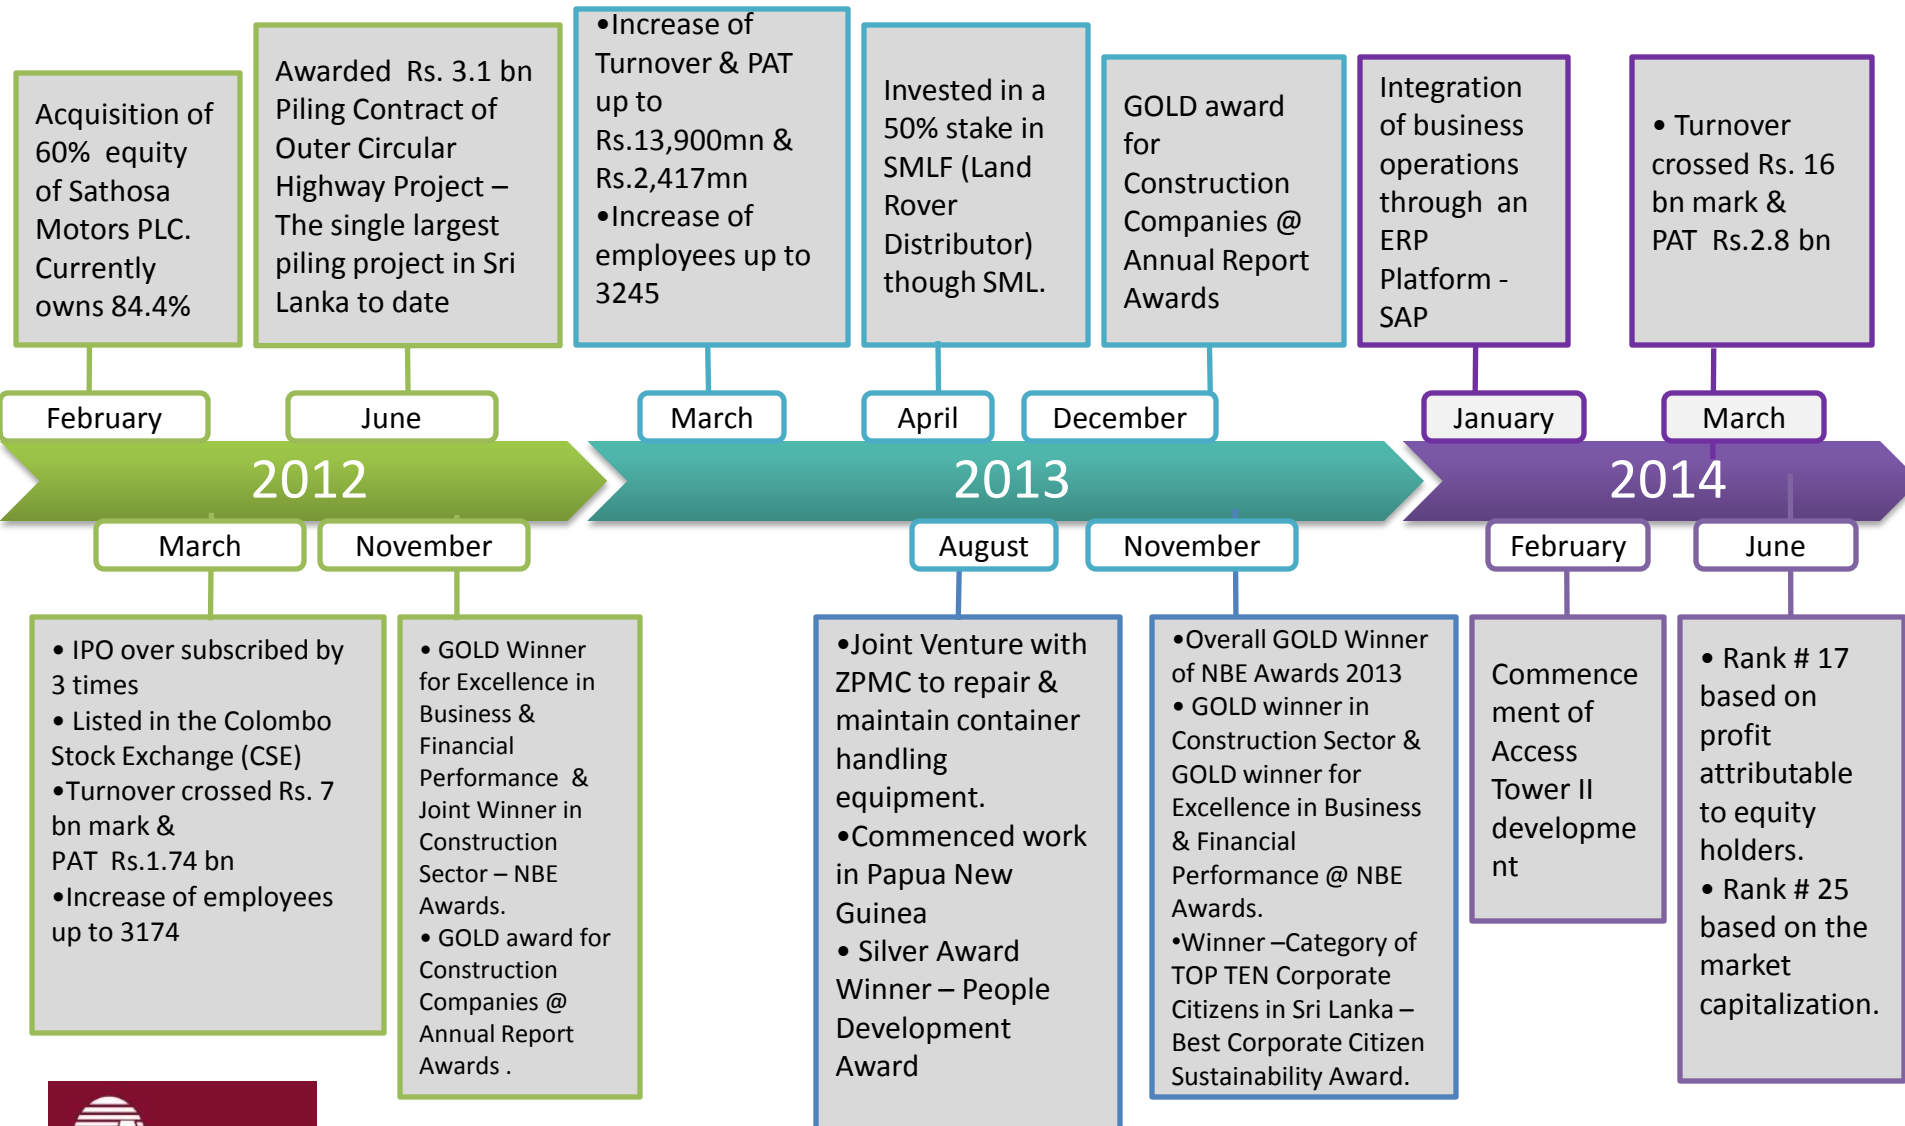 Acquisition of
60%  equity
of Sathosa
Motors PLC.
Currently
owns 84.4%
Awarded  Rs. 3.1 bn
Piling Contract of
Outer Circular
Highway Project –
The single largest
piling project in Sri
Lanka to date
•Increase of
Turnover & PAT
up to
Rs.13,900mn &
Rs.2,417mn
•Increase of
employees up to
3245
Invested in a
50% stake in
SMLF (Land
Rover
Distributor)
though SML.
GOLD award
for
Construction
Companies @
Annual Report
Awards
Integration
of business
operations
through  an
ERP
Platform -
SAP
• Turnover
crossed Rs. 16
bn mark &
PAT  Rs.2.8 bn
February
June
March
April
December
January
March
2012
2013
2014
March
November
August
November
February
June
• IPO over subscribed by
3 times
• Listed in the Colombo
Stock Exchange (CSE)
•Turnover crossed Rs. 7
bn mark &
PAT  Rs.1.74 bn
•Increase of employees
up to 3174
• GOLD Winner
for Excellence in
Business &
Financial
Performance  &
Joint Winner in
Construction
Sector – NBE
Awards.
• GOLD award for
Construction
Companies @
Annual Report
Awards .
•Joint Venture with
ZPMC to repair &
maintain container
handling
equipment.
•Commenced work
in Papua New
Guinea
• Silver Award
Winner – People
Development
Award
•Overall GOLD Winner
of NBE Awards 2013
• GOLD winner in
Construction Sector &
GOLD winner for
Excellence in Business
& Financial
Performance @ NBE
Awards.
•Winner –Category of
TOP TEN Corporate
Citizens in Sri Lanka –
Best Corporate Citizen
Sustainability Award.
Commence
ment of
Access
Tower II
developme
nt
• Rank # 17
based on
profit
attributable
to equity
holders.
• Rank # 25
based on the
market
capitalization.